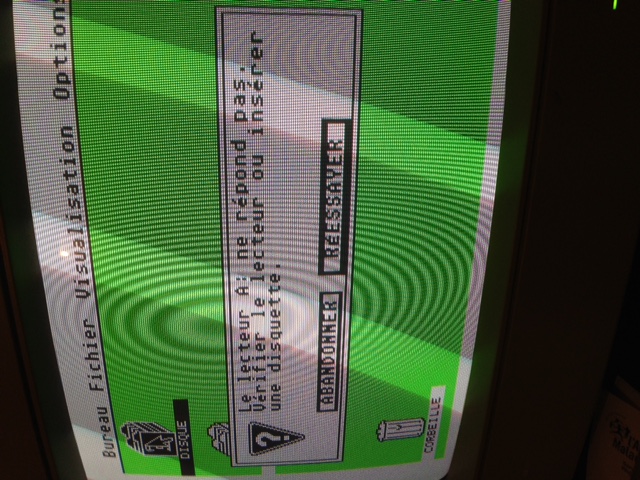 Bureau Fichier Visualisation Options
Le lecteur A: ne répond pas.
Vérifier le lecteur ou insérer
une disquette.
ABANDONNER RÉESSAYER
DISQUE
CORBEILLE